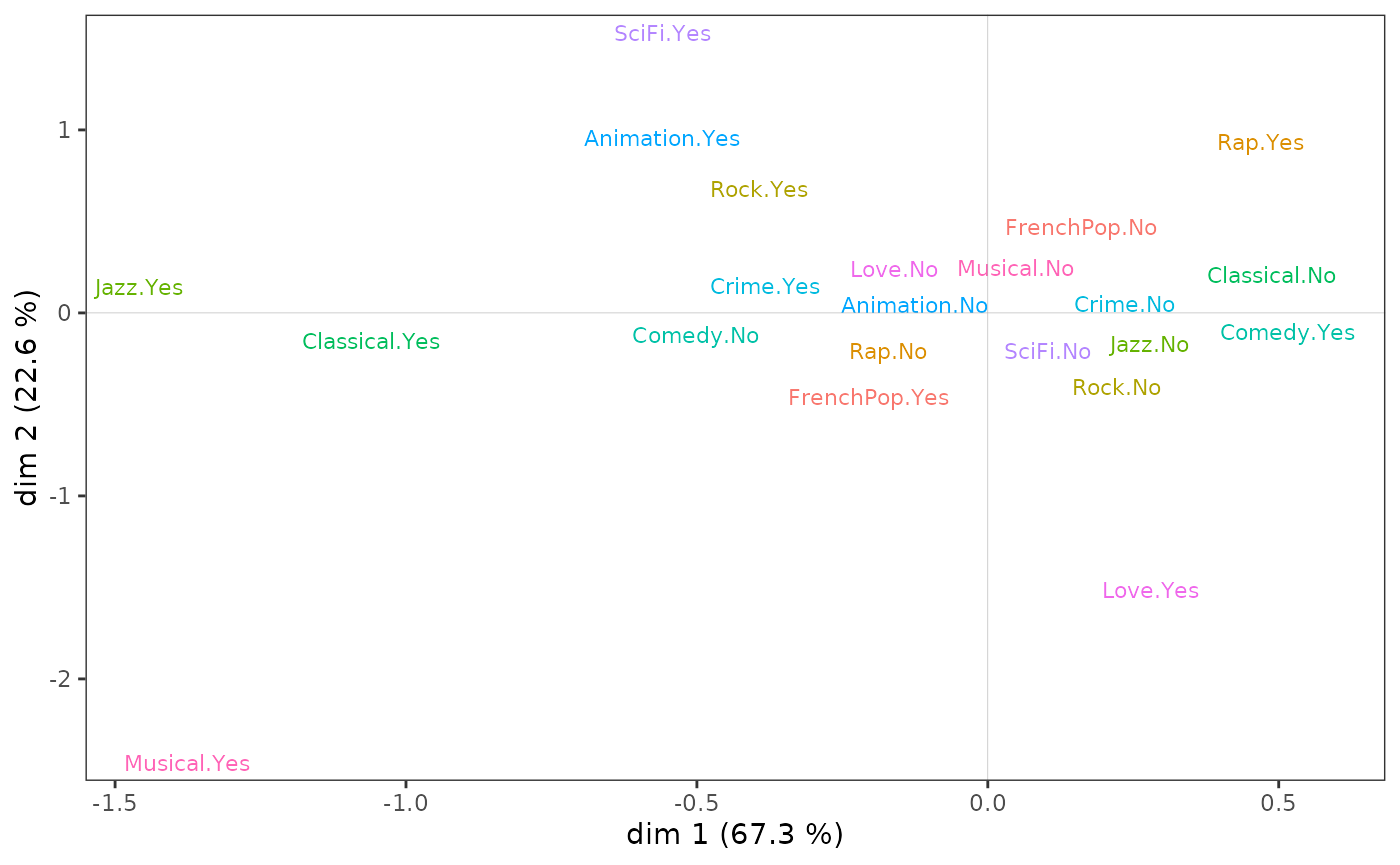 SciFi.Yes
1
Animation.Yes
Rap.Yes
Rock.Yes
FrenchPop.No
Love.No
Musical.No
Classical.No
Jazz.Yes
Crime.Yes
Animation.No
Crime.No
0
Classical.Yes
Comedy.No
Comedy.Yes
Rap.No
SciFi.No
Jazz.No
Rock.No
FrenchPop.Yes
dim 2 (22.6 %)
-1
Love.Yes
-2
Musical.Yes
-1.5
-1.0
-0.5
0.0
0.5
dim 1 (67.3 %)